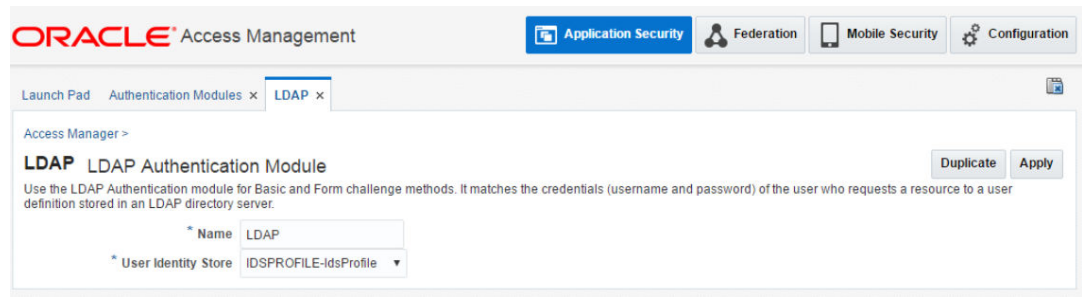 ORACLE Access Management
Application Security Federation Mobile Security Configuration
Launch Pad Authentication Modules × LDAP ×
Access Manager >
LDAP LDAP Authentication Module
Duplicate Apply
Use the LDAP Authentication module for Basic and Form challenge methods. It matches the credentials (username and password) of the user who requests a resource to a user
definition stored in an LDAP directory server.
* Name LDAP
* User Identity Store IDSPROFILE-IdsProfile